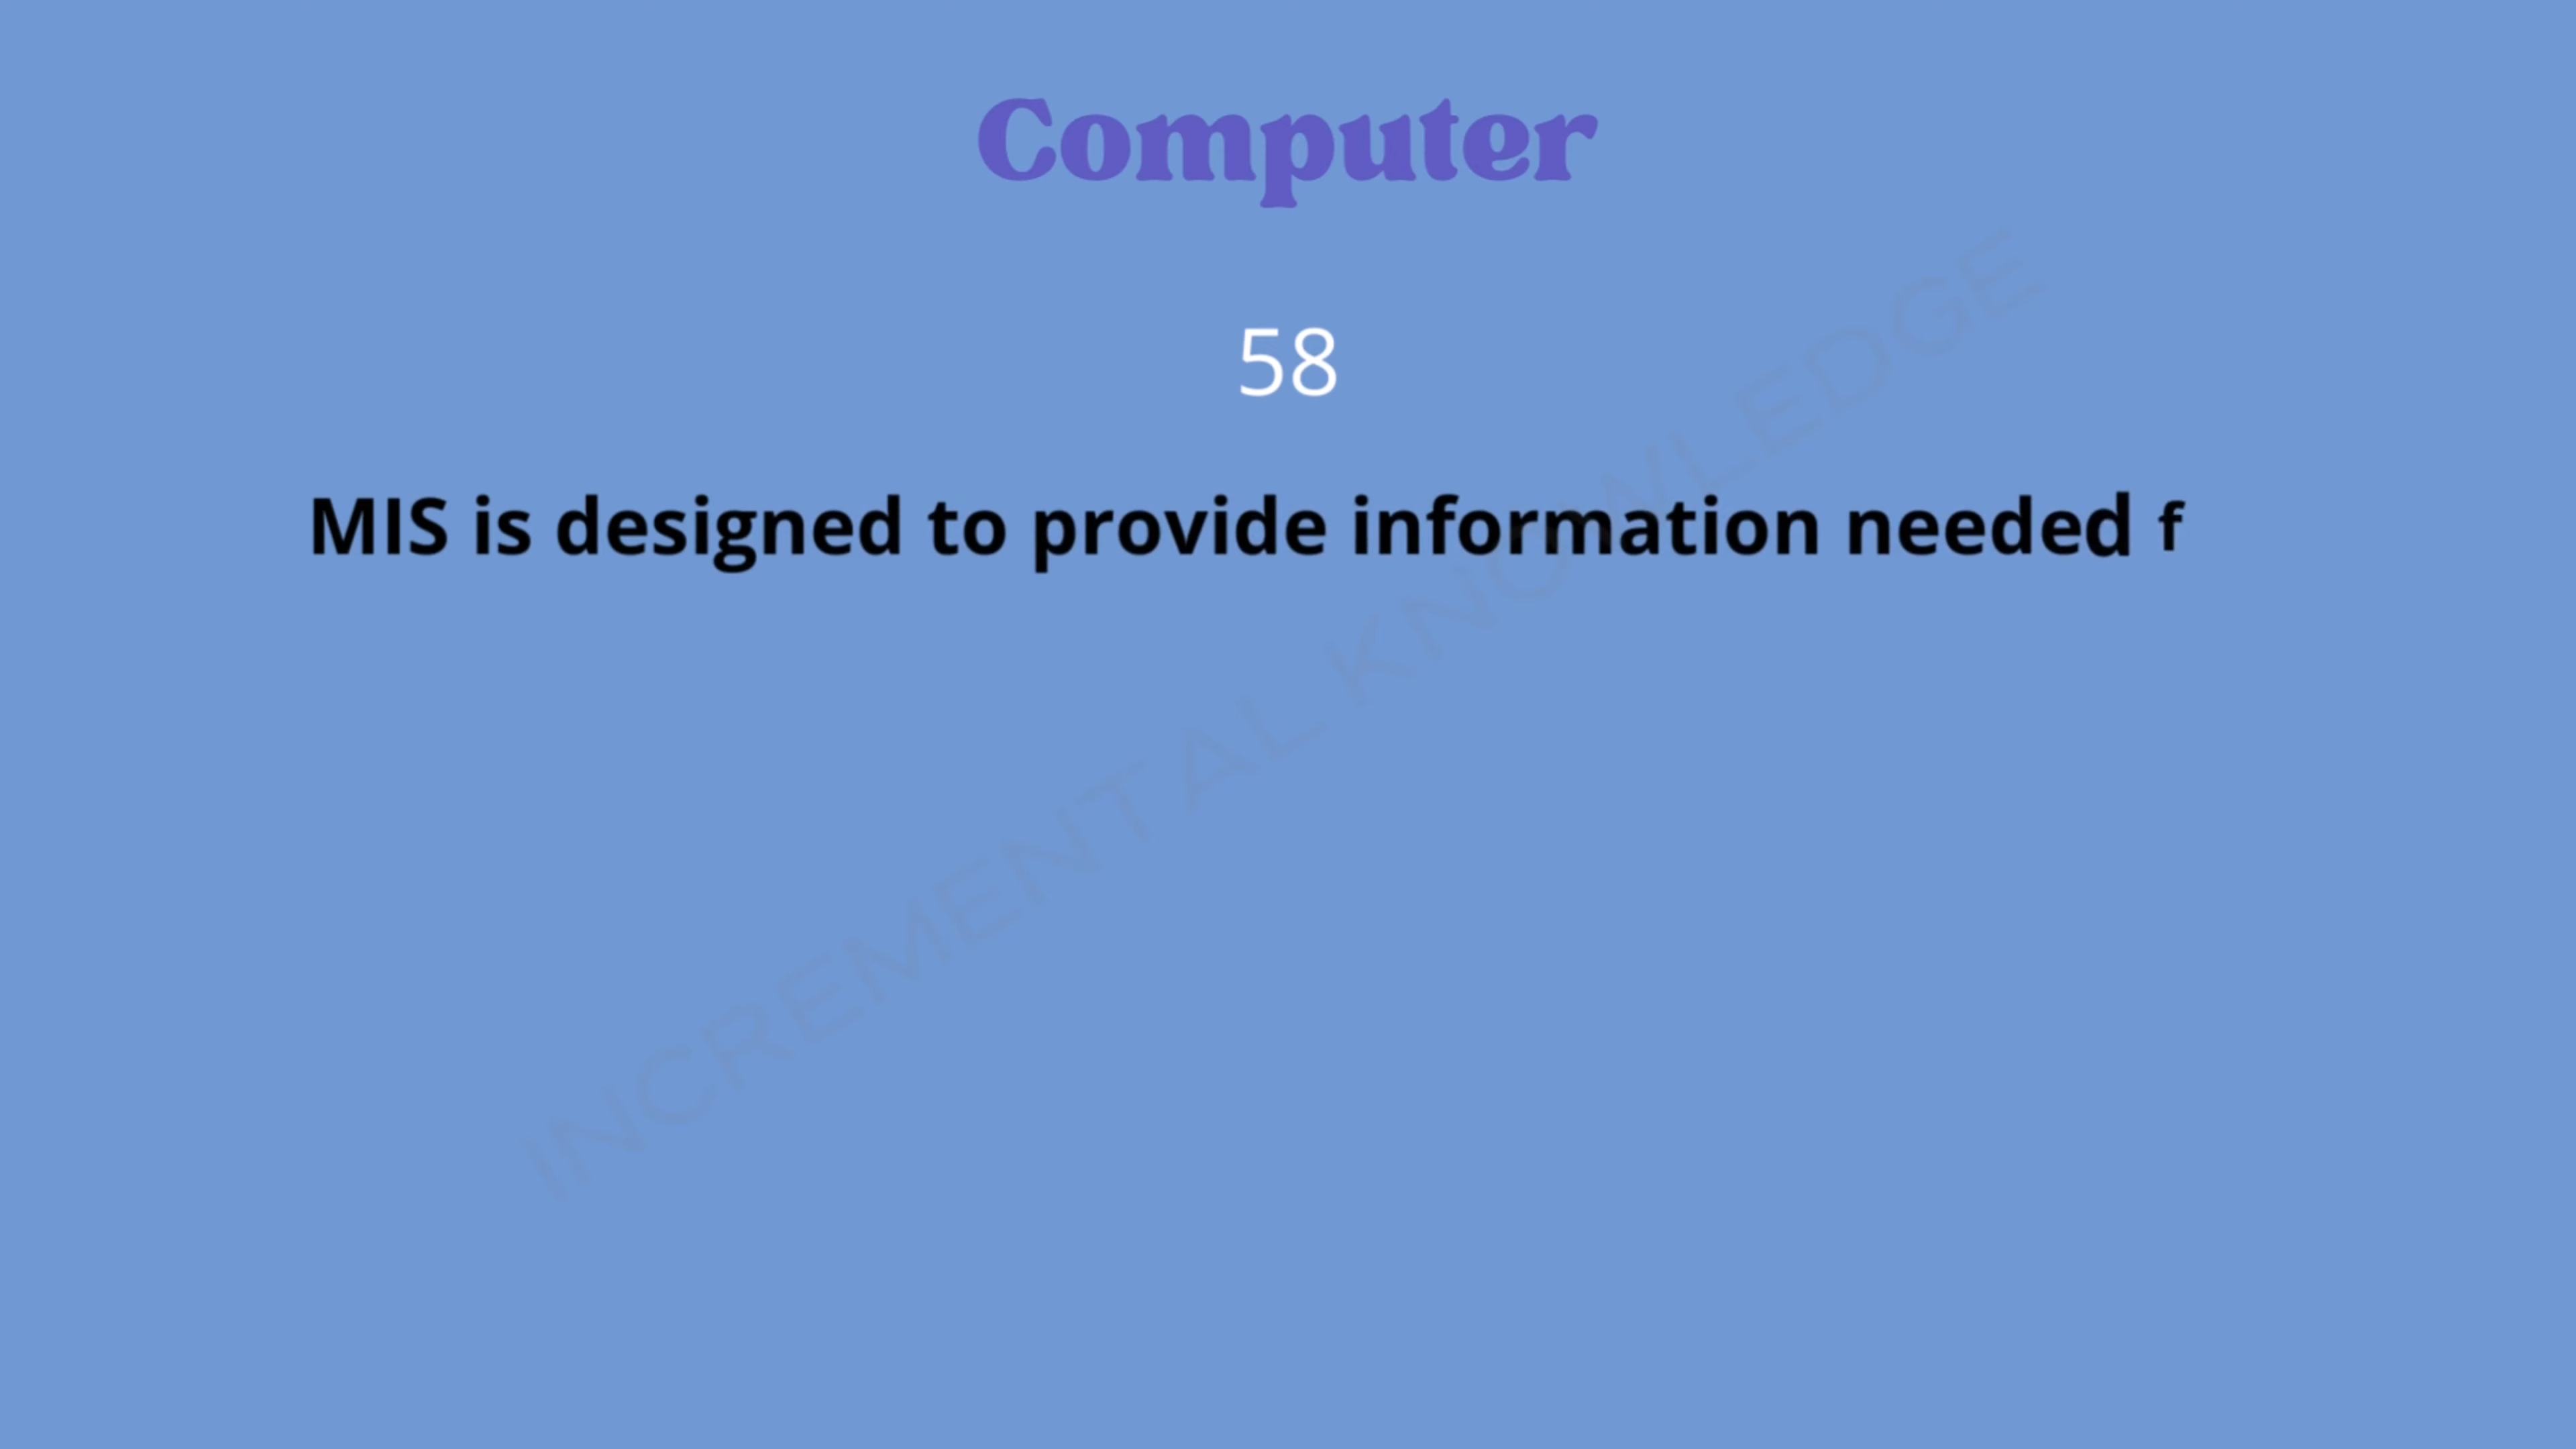 Computer
58
MIS is designed to provide information needed f
INCREMENTAL KNOWLEDGE